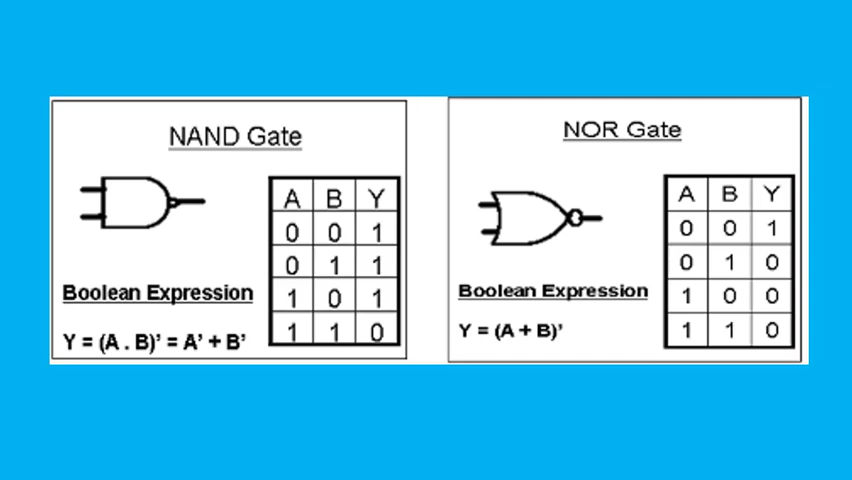 NAND Gate
A B Y
0 0 1
0 1 1
1 0 1
1 1 0
Boolean Expression
Y = (A . B)’ = A’ + B’
NOR Gate
A B Y
0 0 1
0 1 0
1 0 0
1 1 0
Boolean Expression
Y = (A + B)’